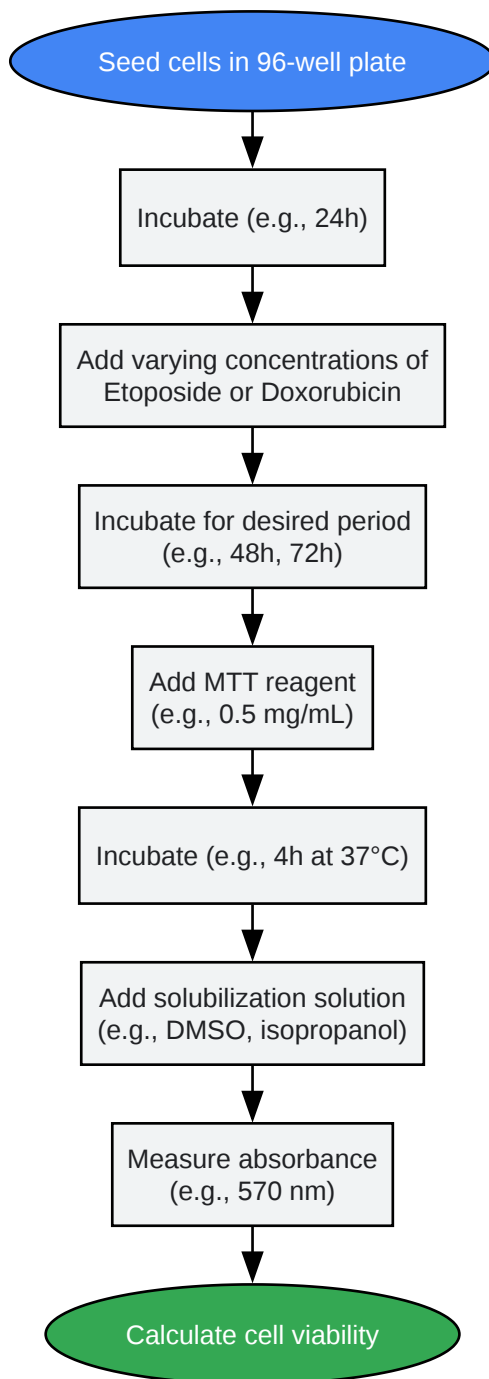 Seed cells in 96-well plate
Incubate (e.g., 24h)
Add varying concentrations of
Etoposide or Doxorubicin
Incubate for desired period
(e.g., 48h, 72h)
Add MTT reagent
(e.g., 0.5 mg/mL)
Incubate (e.g., 4h at 37°C)
Add solubilization solution
(e.g., DMSO, isopropanol)
Measure absorbance
(e.g., 570 nm)
Calculate cell viability